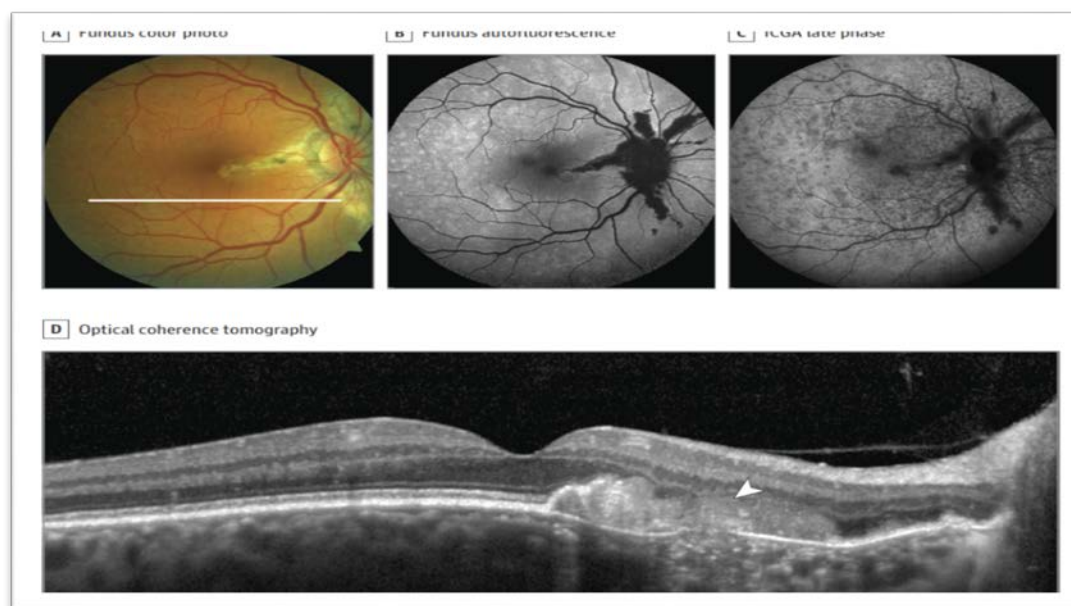 A Fundus color photo
B Fundus autofluorescence
C ICGA late phase
D Optical coherence tomography